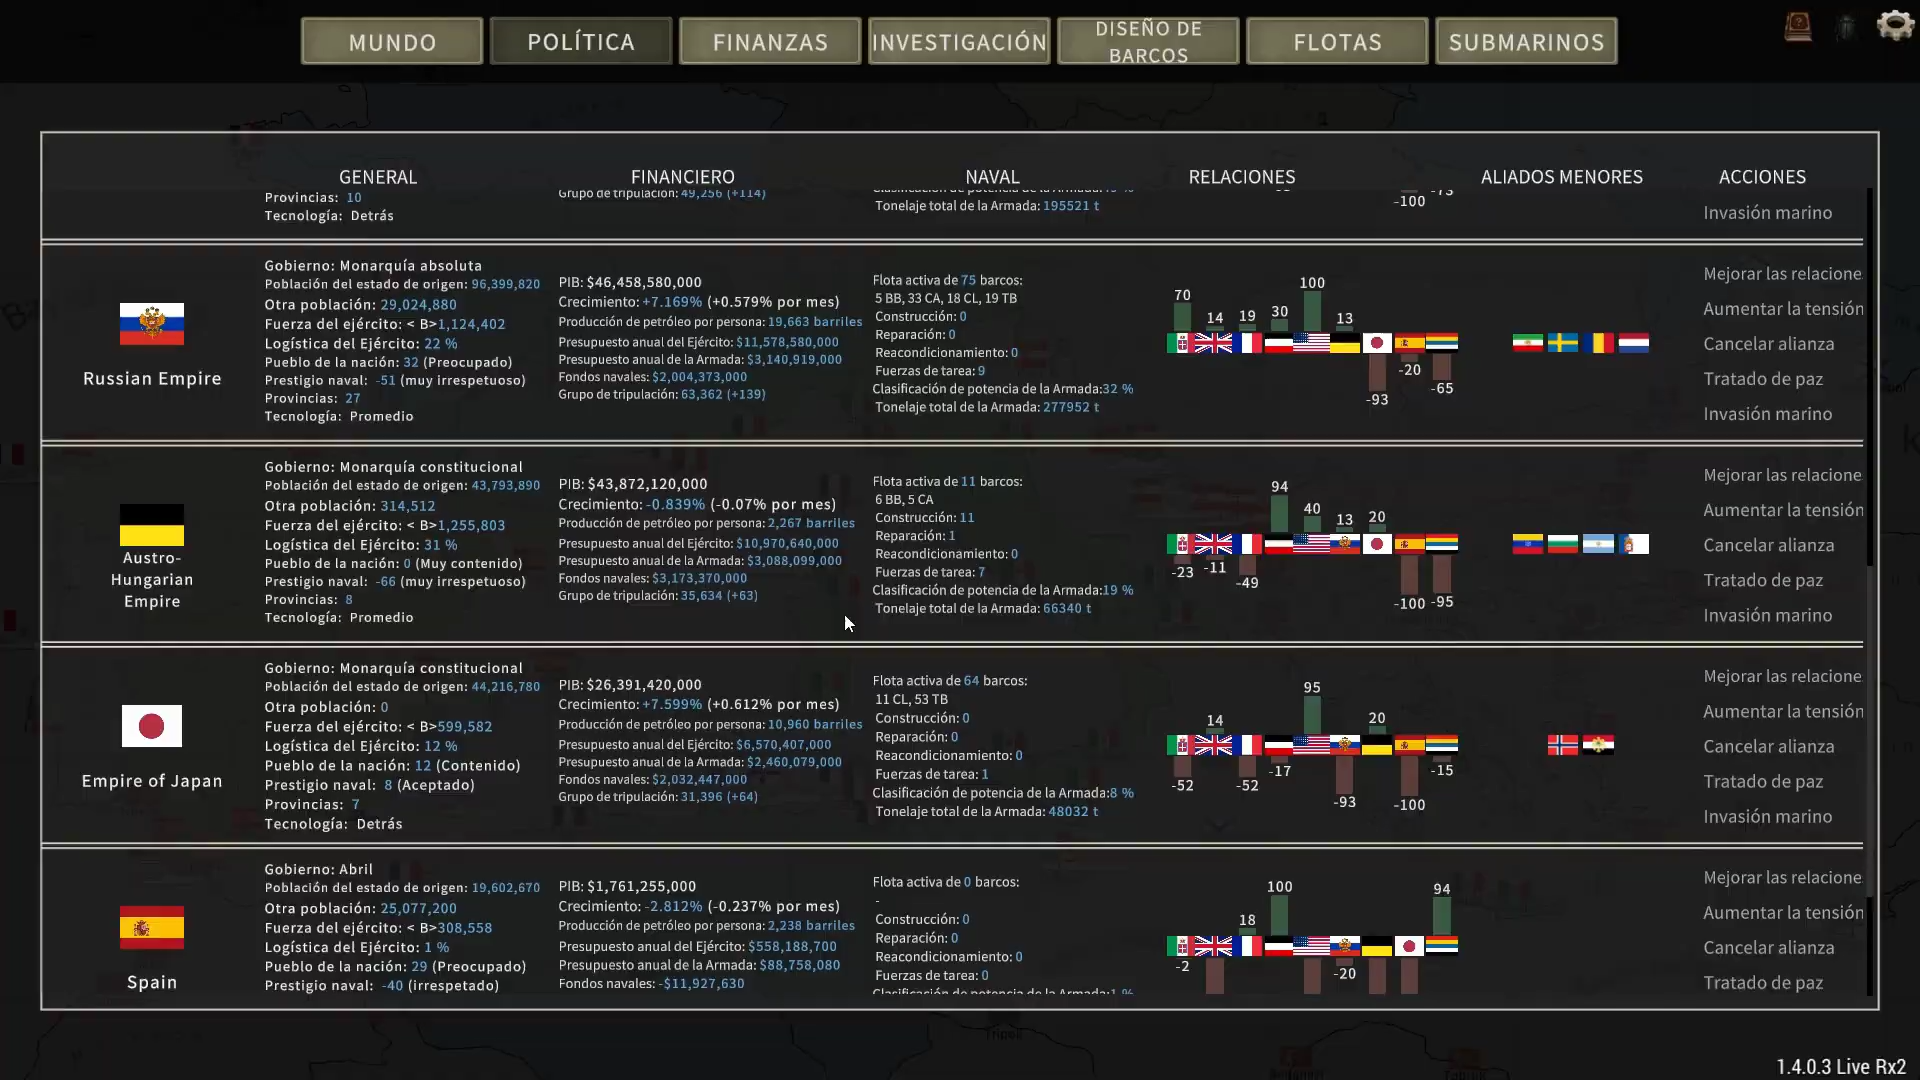 MUNDO
POLÍTICA
FINANZAS
INVESTIGACIÓN
DISEÑO DE
BARCOS
FLOTAS
SUBMARINOS
GENERAL
FINANCIERO
NAVAL
RELACIONES
ALIADOS MENORES
ACCIONES
Provincias: 10
Tecnología: Detrás
Grupo de tripulación: 49,256 (+114)
Tonelaje total de la Armada: 195521 t
-100
-73
Invasión marino
Russian Empire
Gobierno: Monarquía absoluta
Población del estado de origen: 96,399,820
Otra población: 29,024,880
Fuerza del ejército: < B>1,124,402
Logística del Ejército: 22 %
Pueblo de la nación: 32 (Preocupado)
Prestigio naval: -51 (muy irrespetuoso)
Provincias: 27
Tecnología: Promedio
PIB: $46,458,580,000
Crecimiento: +7.169% (+0.579% por mes)
Producción de petróleo por persona: 19,663 barriles
Presupuesto anual del Ejército: $11,578,580,000
Presupuesto anual de la Armada: $3,140,919,000
Fondos navales: $2,004,373,000
Grupo de tripulación: 63,362 (+139)
Flota activa de 75 barcos:
5 BB, 33 CA, 18 CL, 19 TB
Construcción: 0
Reparación: 0
Reacondicionamiento: 0
Fuerzas de tarea: 9
Clasificación de potencia de la Armada:32 %
Tonelaje total de la Armada: 277952 t
70
14
19
30
100
13
-93
-20
-65
Mejorar las relacione
Aumentar la tensión
Cancelar alianza
Tratado de paz
Invasión marino
Austro-
Hungarian
Empire
Gobierno: Monarquía constitucional
Población del estado de origen: 43,793,890
Otra población: 314,512
Fuerza del ejército: < B>1,255,803
Logística del Ejército: 31 %
Pueblo de la nación: 0 (Muy contenido)
Prestigio naval: -66 (muy irrespetuoso)
Provincias: 8
Tecnología: Promedio
PIB: $43,872,120,000
Crecimiento: -0.839% (-0.07% por mes)
Producción de petróleo por persona: 2,267 barriles
Presupuesto anual del Ejército: $10,970,640,000
Presupuesto anual de la Armada: $3,088,099,000
Fondos navales: $3,173,370,000
Grupo de tripulación: 35,634 (+63)
Flota activa de 11 barcos:
6 BB, 5 CA
Construcción: 11
Reparación: 1
Reacondicionamiento: 0
Fuerzas de tarea: 7
Clasificación de potencia de la Armada:19 %
Tonelaje total de la Armada: 66340 t
-23
-11
-49
94
40
13
20
-100
-95
Mejorar las relacione
Aumentar la tensión
Cancelar alianza
Tratado de paz
Invasión marino
Empire of Japan
Gobierno: Monarquía constitucional
Población del estado de origen: 44,216,780
Otra población: 0
Fuerza del ejército: < B>599,582
Logística del Ejército: 12 %
Pueblo de la nación: 12 (Contenido)
Prestigio naval: 8 (Aceptado)
Provincias: 7
Tecnología: Detrás
PIB: $26,391,420,000
Crecimiento: +7.599% (+0.612% por mes)
Producción de petróleo por persona: 10,960 barriles
Presupuesto anual del Ejército: $6,570,407,000
Presupuesto anual de la Armada: $2,460,079,000
Fondos navales: $2,032,447,000
Grupo de tripulación: 31,396 (+64)
Flota activa de 64 barcos:
11 CL, 53 TB
Construcción: 0
Reparación: 0
Reacondicionamiento: 0
Fuerzas de tarea: 1
Clasificación de potencia de la Armada:8 %
Tonelaje total de la Armada: 48032 t
-52
14
-52
-17
95
-93
20
-100
-15
Mejorar las relacione
Aumentar la tensión
Cancelar alianza
Tratado de paz
Invasión marino
Spain
Gobierno: Abril
Población del estado de origen: 19,602,670
Otra población: 25,077,200
Fuerza del ejército: < B>308,558
Logística del Ejército: 1 %
Pueblo de la nación: 29 (Preocupado)
Prestigio naval: -40 (irrespetado)
PIB: $1,761,255,000
Crecimiento: -2.812% (-0.237% por mes)
Producción de petróleo por persona: 2,238 barriles
Presupuesto anual del Ejército: $558,188,700
Presupuesto anual de la Armada: $88,758,080
Fondos navales: -$11,927,630
Flota activa de 0 barcos:
-
Construcción: 0
Reparación: 0
Reacondicionamiento: 0
Fuerzas de tarea: 0
Clasificación de potencia de la Armada:1 %
-2
18
100
-20
94
Mejorar las relacione
Aumentar la tensión
Cancelar alianza
Tratado de paz
Tripoli
1.4.0.3 Live Rx2